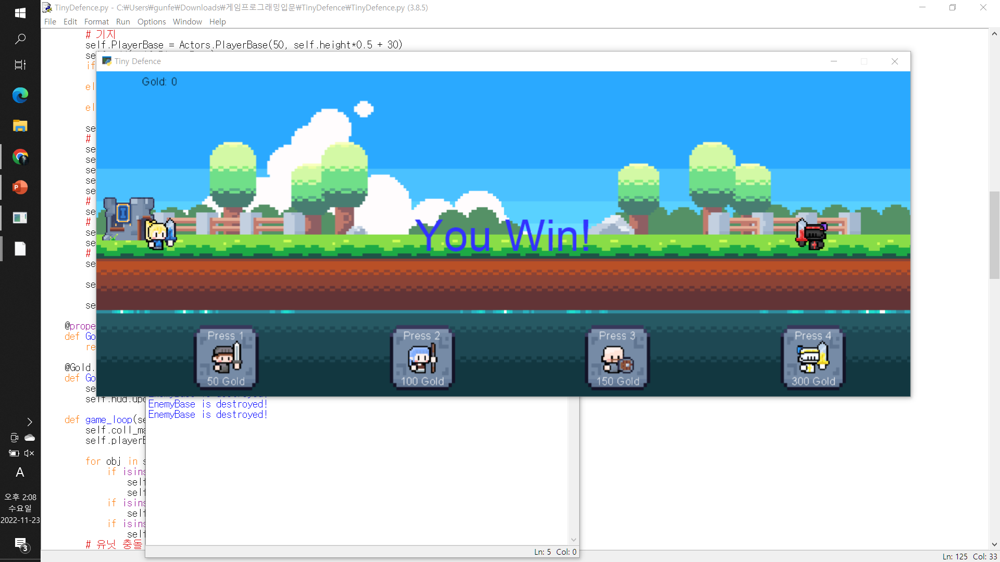 TinyDefence.py - C:₩Users₩gunfe₩Downloads₩게임프로그래밍입문₩TinyDefence₩TinyDefence.py (3.8.5)
File Edit Format Run Options Window Help
# 기지
self.PlayerBase = Actors.PlayerBase(50, self.height*0.5 + 30)
se
if
el
el
se
#
se
se
se
se
se
#
se
#
se
se
#
se
se
se
@prope
def Go
re
@Gold.
def Go
se
self.hud.upd
def game_loop(se
self.coll_ma
self.playerB
for obj in s
if isins
self
self
if isins
self
if isins
self
# 유닛 충돌
Tiny Defence
Gold: 0
You Win!
Press 1
50 Gold
Press 2
100 Gold
Press 3
150 Gold
Press 4
300 Gold
EnemyBase is destroyed!
EnemyBase is destroyed!
EnemyBase is destroyed!
Ln: 5 Col: 0
Ln: 125 Col: 33
A
오후 2:08
수요일
2022-11-23
3